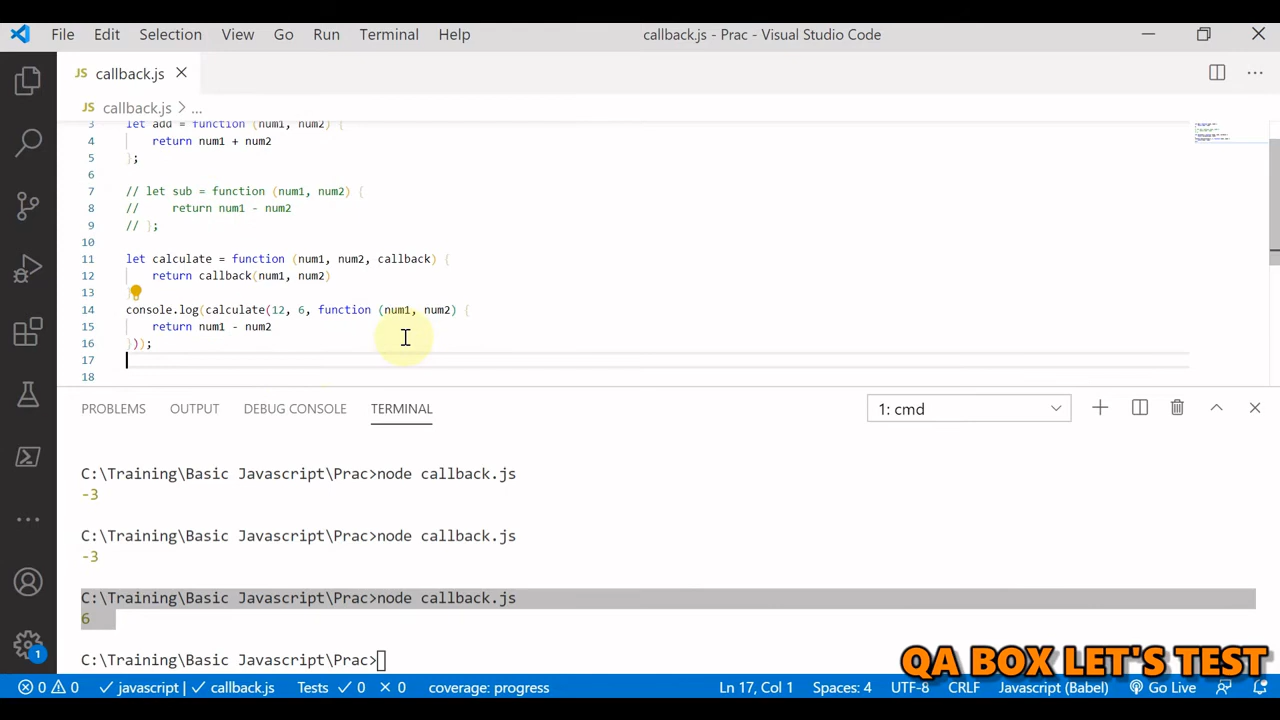 File Edit Selection View Go Run Terminal Help callback.js - Prac - Visual Studio Code
JS callback.js
JS callback.js > ...
3 let add = function (num1, num2) {
4 return num1 + num2
5 };
6
7 // let sub = function (num1, num2) {
8 // return num1 - num2
9 // };
10
11 let calculate = function (num1, num2, callback) {
12 return callback(num1, num2)
13 }
14 console.log(calculate(12, 6, function (num1, num2) {
15 return num1 - num2
16 }));
17
18
PROBLEMS OUTPUT DEBUG CONSOLE TERMINAL 1: cmd
C:\Training\Basic Javascript\Prac>node callback.js
-3
C:\Training\Basic Javascript\Prac>node callback.js
-3
C:\Training\Basic Javascript\Prac>node callback.js
6
C:\Training\Basic Javascript\Prac>
QA BOX LET'S TEST
1
0 0 javascript | callback.js Tests 0 0 coverage: progress Ln 17, Col 1 Spaces: 4 UTF-8 CRLF Javascript (Babel) Go Live